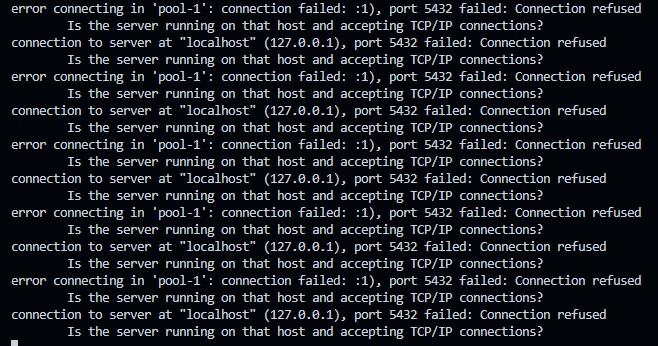 error connecting in 'pool-1': connection failed: :1), port 5432 failed: Connection refused
Is the server running on that host and accepting TCP/IP connections?
connection to server at "localhost" (127.0.0.1), port 5432 failed: Connection refused
Is the server running on that host and accepting TCP/IP connections?
error connecting in 'pool-1': connection failed: :1), port 5432 failed: Connection refused
Is the server running on that host and accepting TCP/IP connections?
connection to server at "localhost" (127.0.0.1), port 5432 failed: Connection refused
Is the server running on that host and accepting TCP/IP connections?
error connecting in 'pool-1': connection failed: :1), port 5432 failed: Connection refused
Is the server running on that host and accepting TCP/IP connections?
connection to server at "localhost" (127.0.0.1), port 5432 failed: Connection refused
Is the server running on that host and accepting TCP/IP connections?
error connecting in 'pool-1': connection failed: :1), port 5432 failed: Connection refused
Is the server running on that host and accepting TCP/IP connections?
connection to server at "localhost" (127.0.0.1), port 5432 failed: Connection refused
Is the server running on that host and accepting TCP/IP connections?
error connecting in 'pool-1': connection failed: :1), port 5432 failed: Connection refused
Is the server running on that host and accepting TCP/IP connections?
connection to server at "localhost" (127.0.0.1), port 5432 failed: Connection refused
Is the server running on that host and accepting TCP/IP connections?